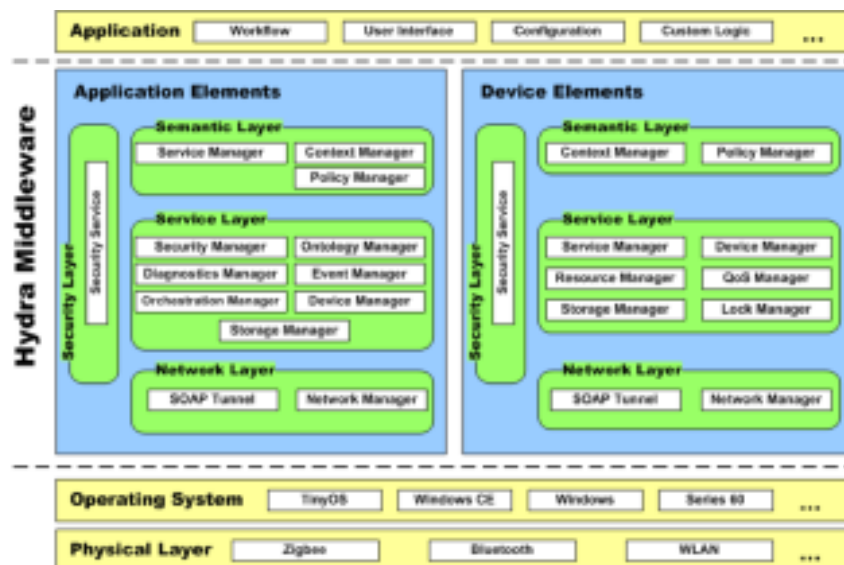 Application
Workflow
User Interface
Configuration
Custom Logic
...
Hydra Middleware
Application Elements
Security Layer
Security Service
Semantic Layer
Service Manager
Context Manager
Policy Manager
Service Layer
Security Manager
Ontology Manager
Diagnostics Manager
Event Manager
Orchestration Manager
Device Manager
Storage Manager
Network Layer
SOAP Tunnel
Network Manager
Device Elements
Security Layer
Security Service
Semantic Layer
Context Manager
Policy Manager
Service Layer
Service Manager
Device Manager
Resource Manager
QoS Manager
Storage Manager
Lock Manager
Network Layer
SOAP Tunnel
Network Manager
Operating System
TinyOS
Windows CE
Windows
Series 60
...
Physical Layer
Zigbee
Bluetooth
WLAN
...